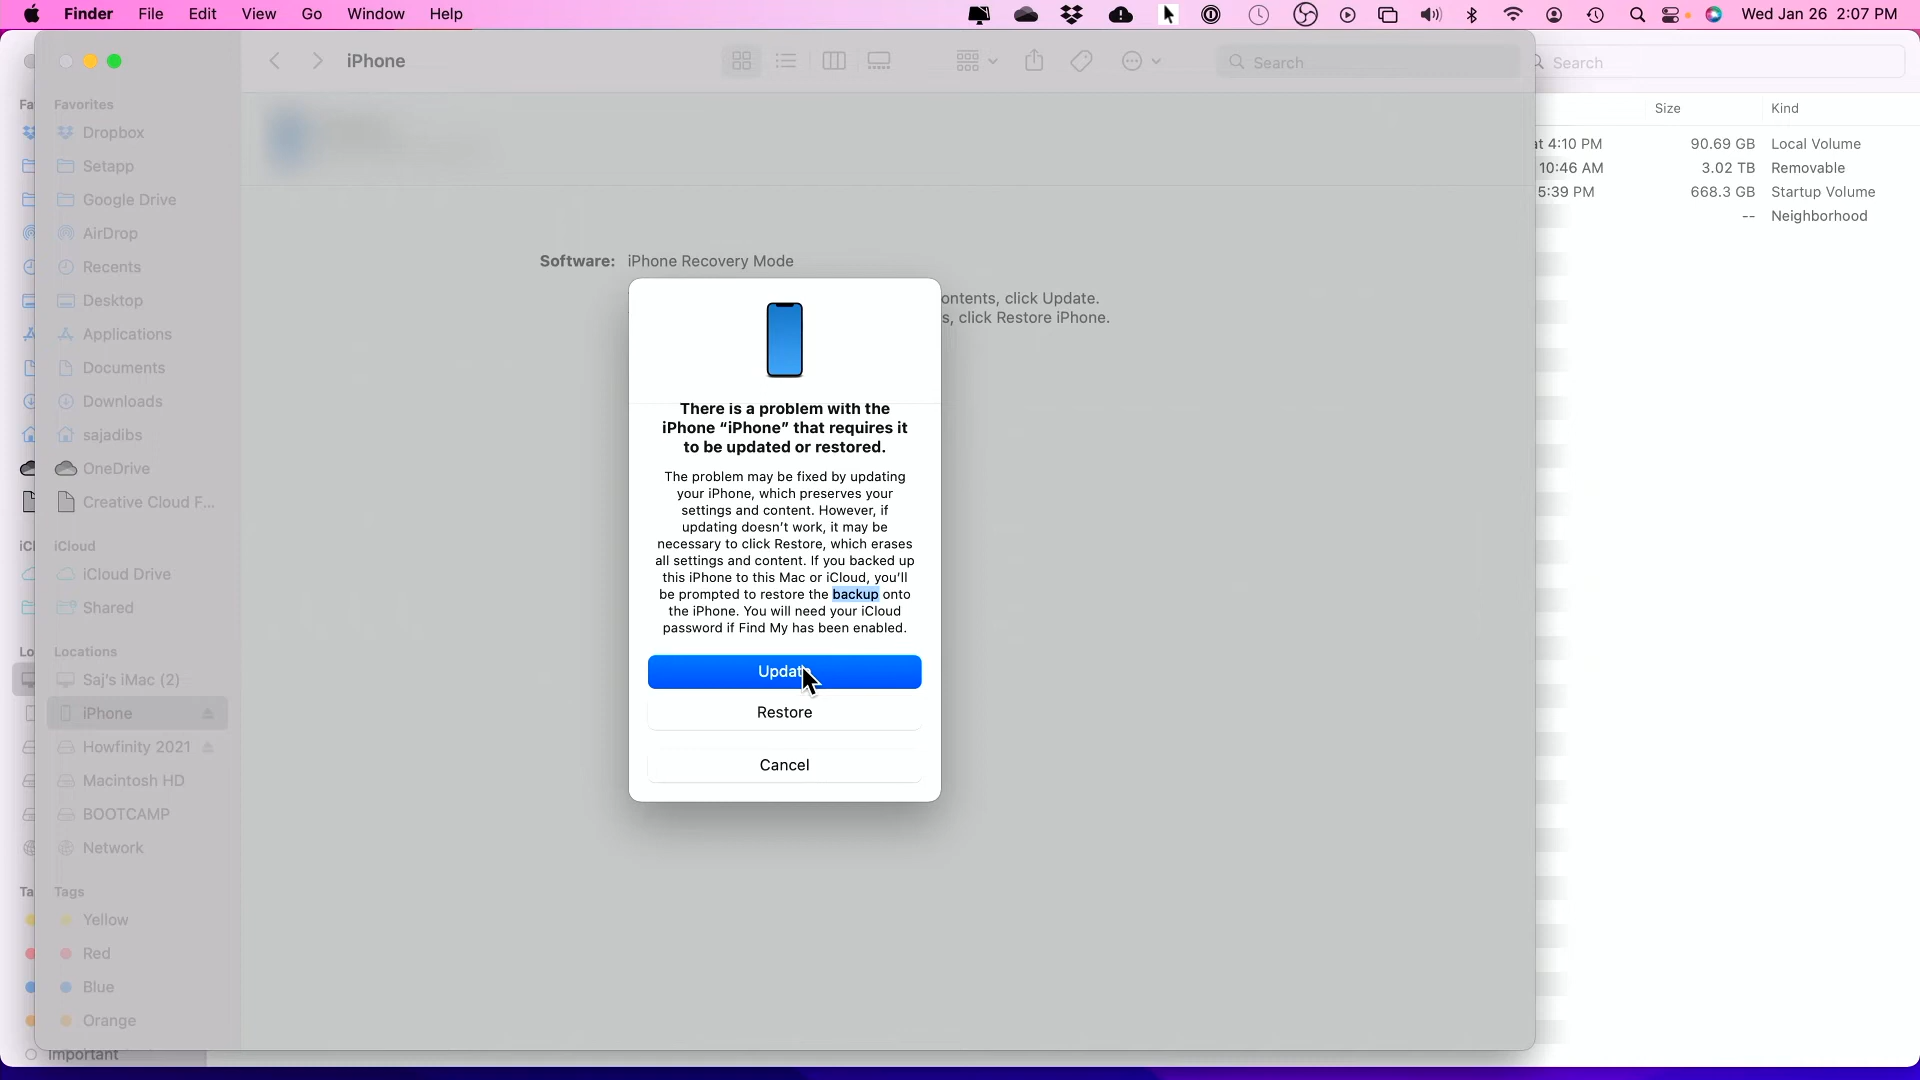 Finder File Edit View Go Window Help Wed Jan 26 2:07 PM
iPhone Search Search
Fa Favorites
Dropbox
Setapp
Google Drive
AirDrop
Recents
Desktop
Applications
Documents
Downloads
sajadibs
OneDrive
Creative Cloud F...
iCl iCloud
iCloud Drive
Shared
Lo Locations
Saj's iMac (2)
iPhone
Howfinity 2021
Macintosh HD
BOOTCAMP
Network
Ta Tags
Yellow
Red
Blue
Orange
Important
Software: iPhone Recovery Mode
ontents, click Update.
s, click Restore iPhone.
There is a problem with the
iPhone “iPhone” that requires it
to be updated or restored.
The problem may be fixed by updating
your iPhone, which preserves your
settings and content. However, if
updating doesn’t work, it may be
necessary to click Restore, which erases
all settings and content. If you backed up
this iPhone to this Mac or iCloud, you’ll
be prompted to restore the backup onto
the iPhone. You will need your iCloud
password if Find My has been enabled.
Update
Restore
Cancel
Size Kind
at 4:10 PM 90.69 GB Local Volume
10:46 AM 3.02 TB Removable
5:39 PM 668.3 GB Startup Volume
-- Neighborhood